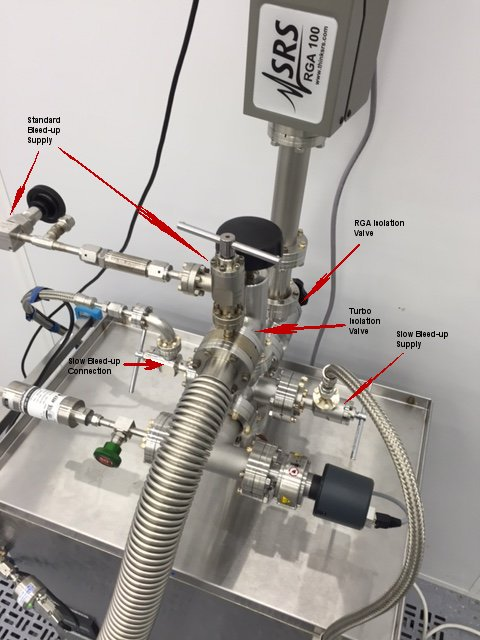 SRS
RGA 100
www.thinksrs.com
Standard
Bleed-up
Supply
RGA Isolation
Valve
Turbo
Isolation
Valve
Slow Bleed-up
Supply
Slow Bleed-up
Connection